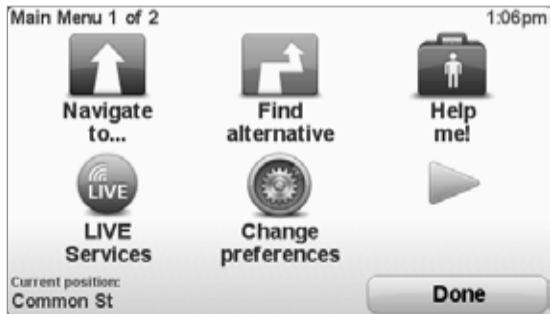 Main Menu 1 of 2 1:06pm
Navigate to...
Find alternative
Help me!
LIVE
LIVE Services
Change preferences
Current position:
Common St
Done